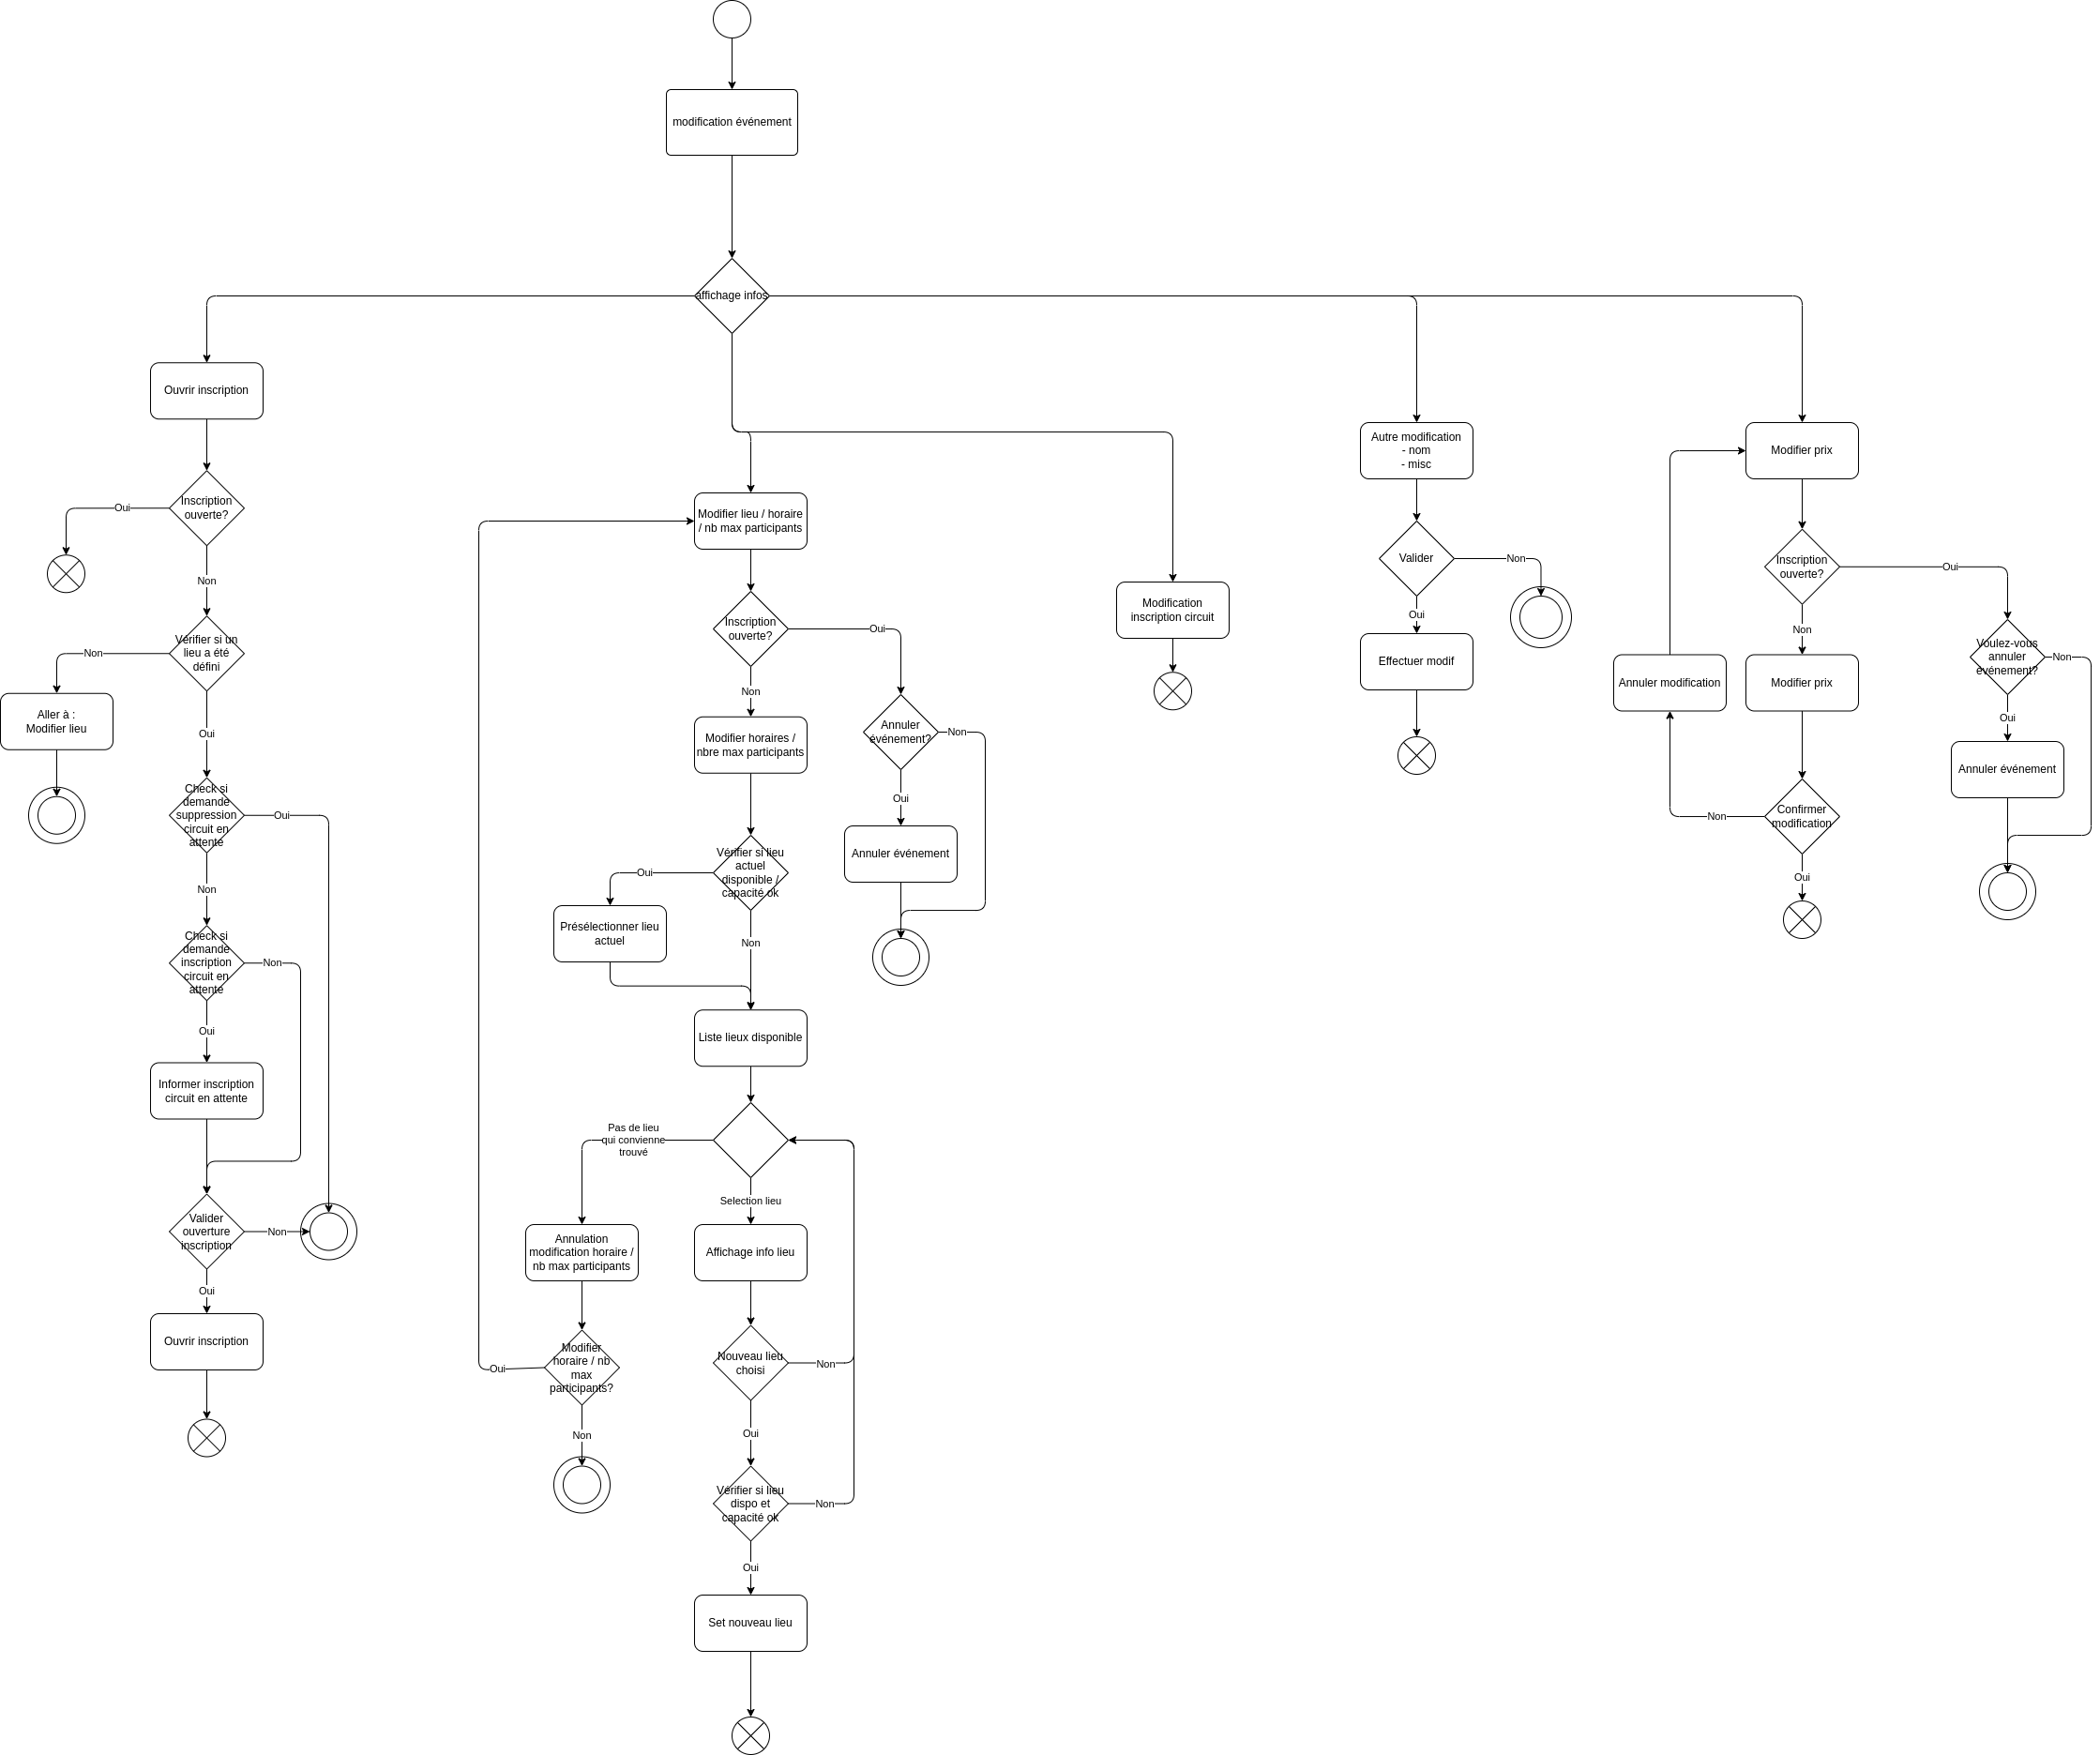 modification événement
affichage infos
Ouvrir inscription
Inscription
ouverte?
Oui
Non
Vérifier si un
lieu a été
défini
Non
Aller à :
Modifier lieu
Oui
Check si
demande
suppression
circuit en
attente
Oui
Non
Check si
demande
inscription
circuit en
attente
Non
Oui
Informer inscription
circuit en attente
Valider
ouverture
inscription
Non
Oui
Ouvrir inscription
Modifier lieu / horaire
/ nb max participants
Inscription
ouverte?
Oui
Non
Annuler
événement?
Non
Oui
Annuler événement
Modifier horaires /
nbre max participants
Vérifier si lieu
actuel
disponible /
capacité ok
Oui
Présélectionner lieu
actuel
Non
Liste lieux disponible
Pas de lieu
qui convienne
trouvé
Selection lieu
Annulation
modification horaire /
nb max participants
Modifier
horaire / nb
max
participants?
Oui
Non
Affichage info lieu
Nouveau lieu
choisi
Non
Oui
Vérifier si lieu
dispo et
capacité ok
Non
Oui
Set nouveau lieu
Modification
inscription circuit
Autre modification
- nom
- misc
Valider
Non
Oui
Effectuer modif
Modifier prix
Inscription
ouverte?
Oui
Non
Annuler modification
Modifier prix
Confirmer
modification
Non
Oui
Voulez-vous
annuler
événement?
Non
Oui
Annuler événement